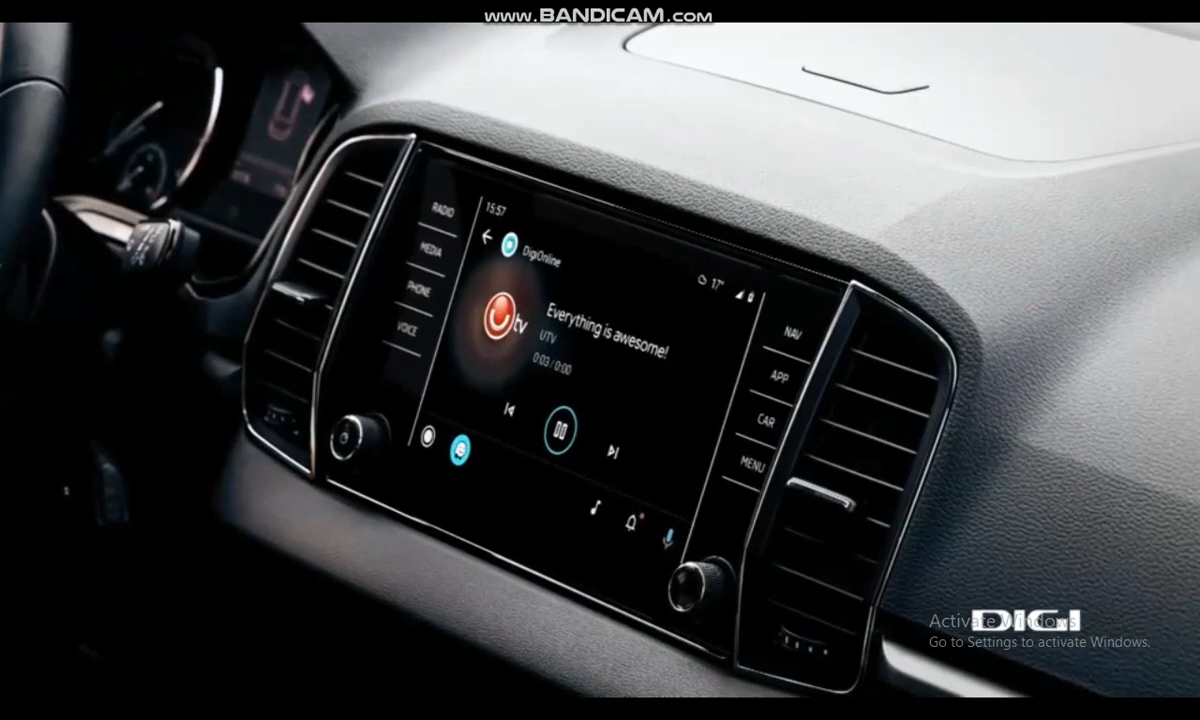 www.BANDICAM.com
RADIO
MEDIA
PHONE
VOICE
15:57
DigiOnline
17°
utv
Everything is awesome!
UTV
0:03 / 0:00
NAV
APP
CAR
MENU
DIGI
Activate Windows
Go to Settings to activate Windows.